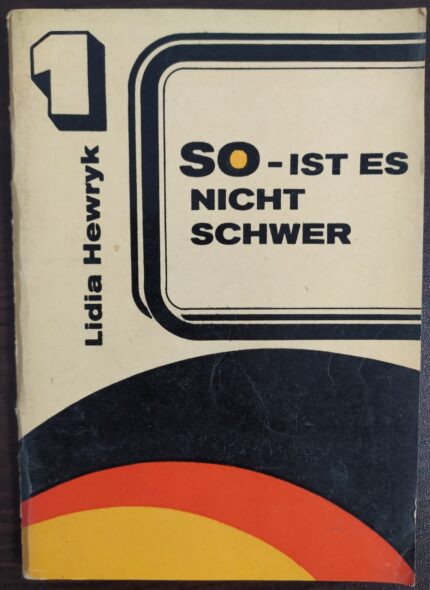 1
Lidia Hewryk
SO - IST ES
NICHT
SCHWER